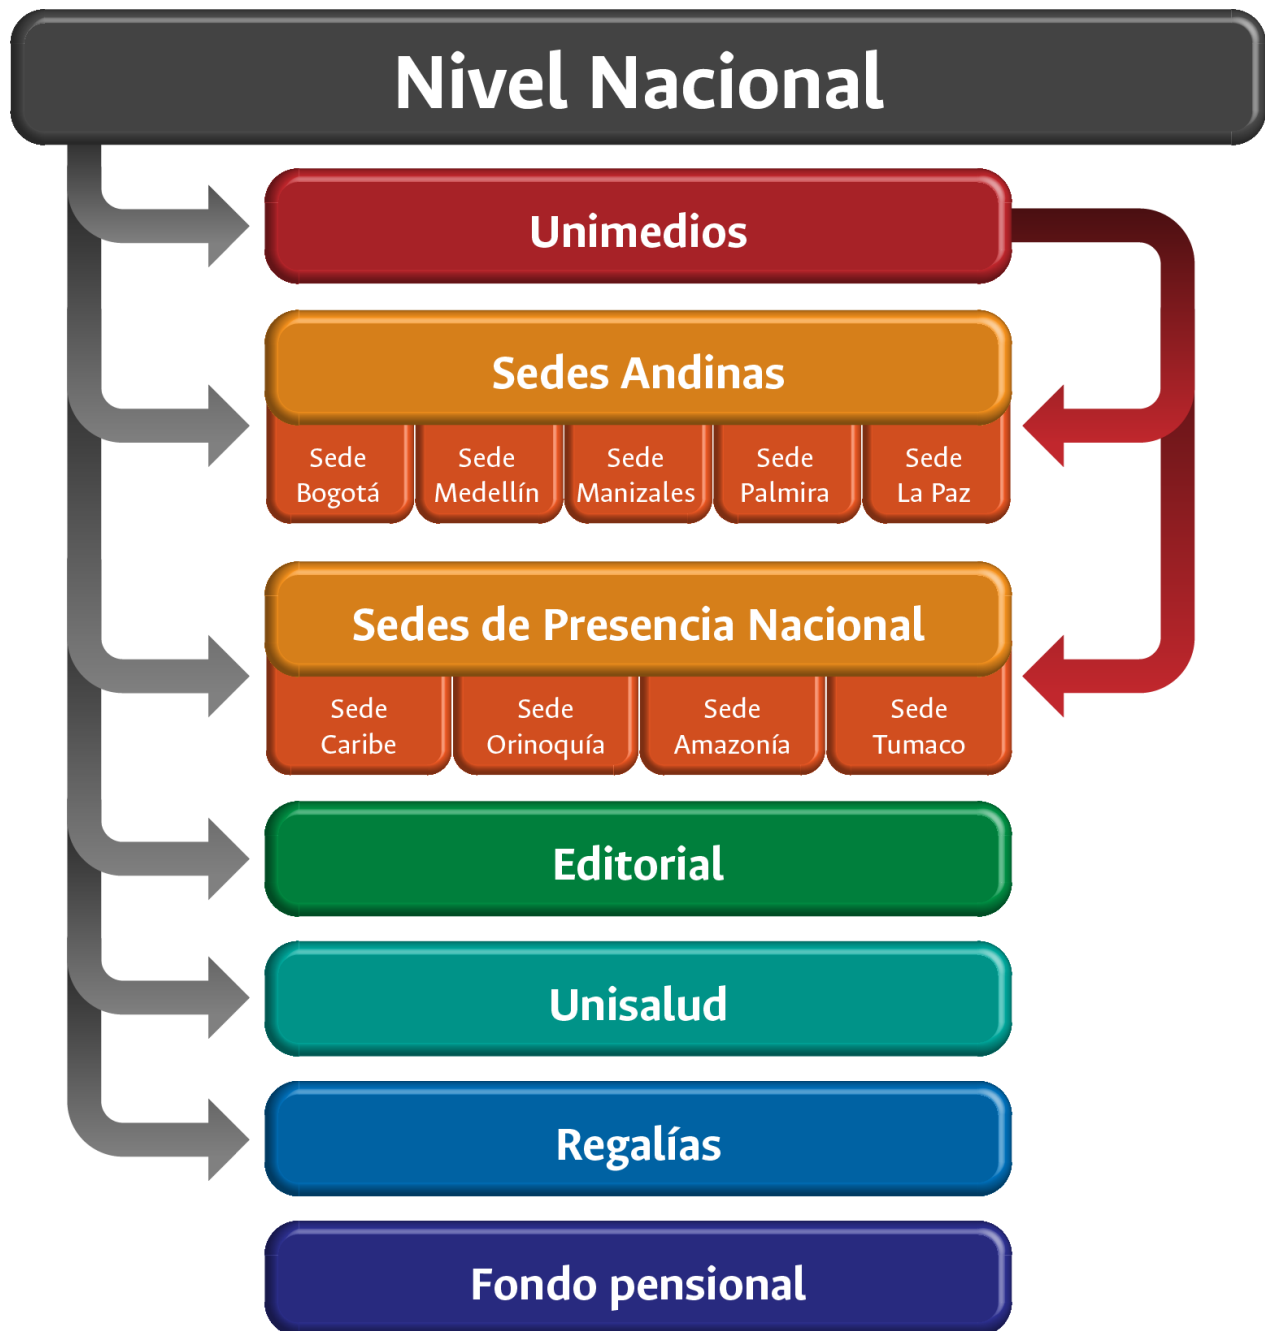 Nivel Nacional
Unimedios
Sedes Andinas
Sede
Bogotá
Sede
Medellín
Sede
Manizales
Sede
Palmira
Sede
La Paz
Sedes de Presencia Nacional
Sede
Caribe
Sede
Orinoquía
Sede
Amazonía
Sede
Tumaco
Editorial
Unisalud
Regalías
Fondo pensional